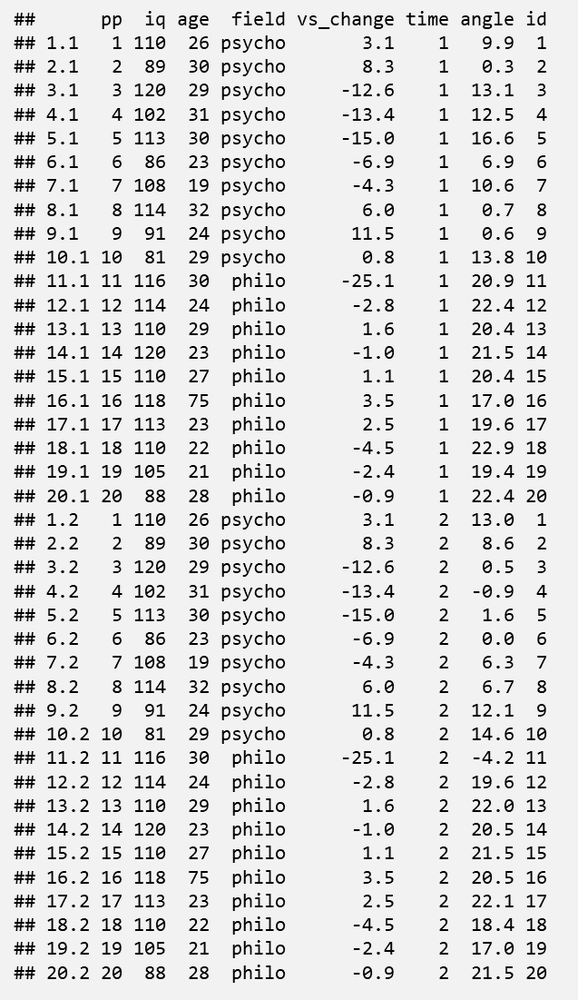 ##      pp  iq age  field vs_change time angle id
## 1.1   1 110  26 psycho       3.1    1   9.9  1
## 2.1   2  89  30 psycho       8.3    1   0.3  2
## 3.1   3 120  29 psycho     -12.6    1  13.1  3
## 4.1   4 102  31 psycho     -13.4    1  12.5  4
## 5.1   5 113  30 psycho     -15.0    1  16.6  5
## 6.1   6  86  23 psycho      -6.9    1   6.9  6
## 7.1   7 108  19 psycho      -4.3    1  10.6  7
## 8.1   8 114  32 psycho       6.0    1   0.7  8
## 9.1   9  91  24 psycho      11.5    1   0.6  9
## 10.1 10  81  29 psycho       0.8    1  13.8 10
## 11.1 11 116  30  philo     -25.1    1  20.9 11
## 12.1 12 114  24  philo      -2.8    1  22.4 12
## 13.1 13 110  29  philo       1.6    1  20.4 13
## 14.1 14 120  23  philo      -1.0    1  21.5 14
## 15.1 15 110  27  philo       1.1    1  20.4 15
## 16.1 16 118  75  philo       3.5    1  17.0 16
## 17.1 17 113  23  philo       2.5    1  19.6 17
## 18.1 18 110  22  philo      -4.5    1  22.9 18
## 19.1 19 105  21  philo      -2.4    1  19.4 19
## 20.1 20  88  28  philo      -0.9    1  22.4 20
## 1.2   1 110  26 psycho       3.1    2  13.0  1
## 2.2   2  89  30 psycho       8.3    2   8.6  2
## 3.2   3 120  29 psycho     -12.6    2   0.5  3
## 4.2   4 102  31 psycho     -13.4    2  -0.9  4
## 5.2   5 113  30 psycho     -15.0    2   1.6  5
## 6.2   6  86  23 psycho      -6.9    2   0.0  6
## 7.2   7 108  19 psycho      -4.3    2   6.3  7
## 8.2   8 114  32 psycho       6.0    2   6.7  8
## 9.2   9  91  24 psycho      11.5    2  12.1  9
## 10.2 10  81  29 psycho       0.8    2  14.6 10
## 11.2 11 116  30  philo     -25.1    2  -4.2 11
## 12.2 12 114  24  philo      -2.8    2  19.6 12
## 13.2 13 110  29  philo       1.6    2  22.0 13
## 14.2 14 120  23  philo      -1.0    2  20.5 14
## 15.2 15 110  27  philo       1.1    2  21.5 15
## 16.2 16 118  75  philo       3.5    2  20.5 16
## 17.2 17 113  23  philo       2.5    2  22.1 17
## 18.2 18 110  22  philo      -4.5    2  18.4 18
## 19.2 19 105  21  philo      -2.4    2  17.0 19
## 20.2 20  88  28  philo      -0.9    2  21.5 20